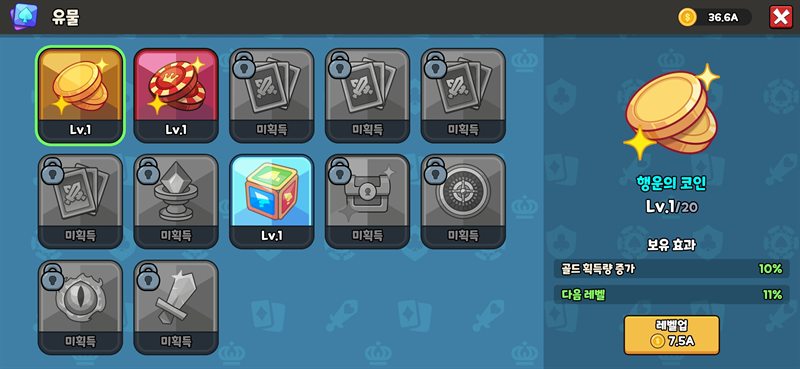 유물
36.6A
Lv.1
Lv.1
미획득
미획득
미획득
미획득
미획득
Lv.1
미획득
미획득
미획득
미획득
행운의 코인
Lv.1/20
보유 효과
골드 획득량 증가 10%
다음 레벨 11%
레벨업
7.5A